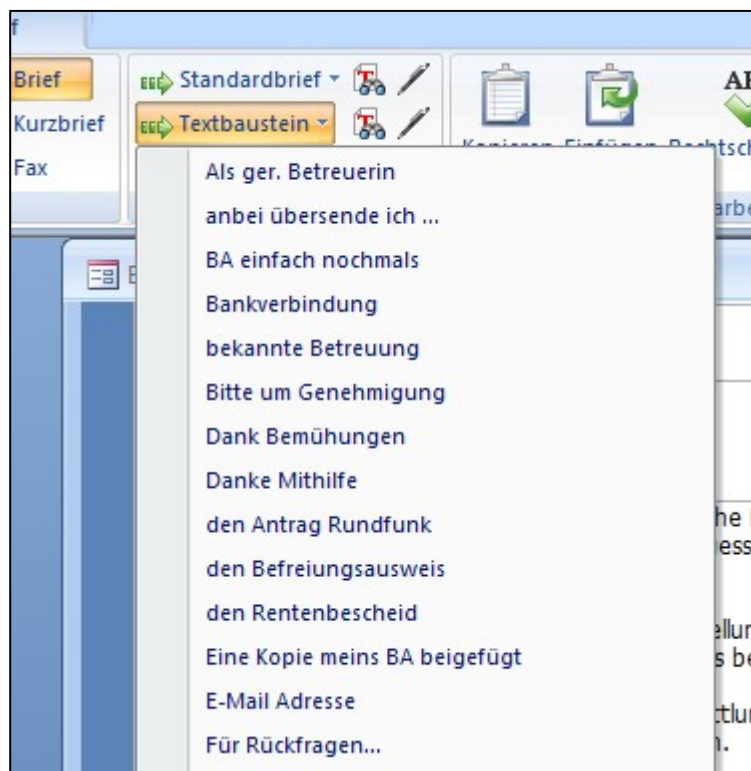 Brief
Kurzbrief
Fax
Standardbrief
Textbaustein
Kopieren Einfügen
Als ger. Betreuerin
anbei übersende ich ...
BA einfach nochmals
Bankverbindung
bekannte Betreuung
Bitte um Genehmigung
Dank Bemühungen
Danke Mithilfe
den Antrag Rundfunk
den Befreiungsausweis
den Rentenbescheid
Eine Kopie meins BA beigefügt
E-Mail Adresse
Für Rückfragen...